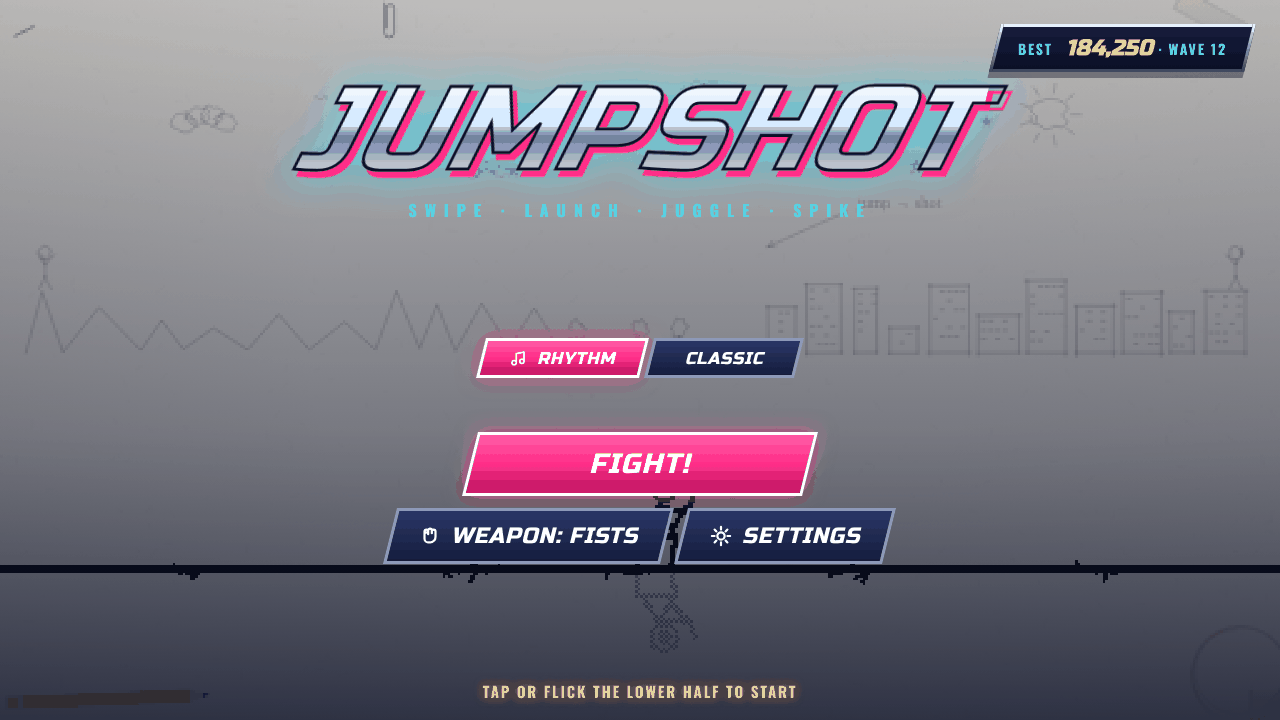 BEST 184,250 · WAVE 12
JUMPSHOT
SWIPE · LAUNCH · JUGGLE · SPIKE
RHYTHM CLASSIC
FIGHT!
WEAPON: FISTS SETTINGS
TAP OR FLICK THE LOWER HALF TO START